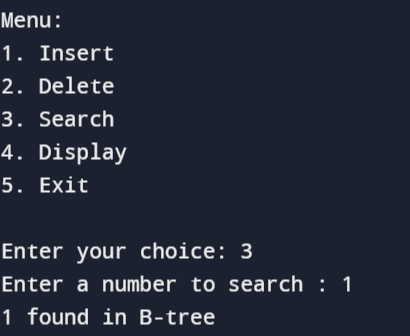 Menu:
1. Insert
2. Delete
3. Search
4. Display
5. Exit
Enter your choice: 3
Enter a number to search : 1
1 found in B-tree